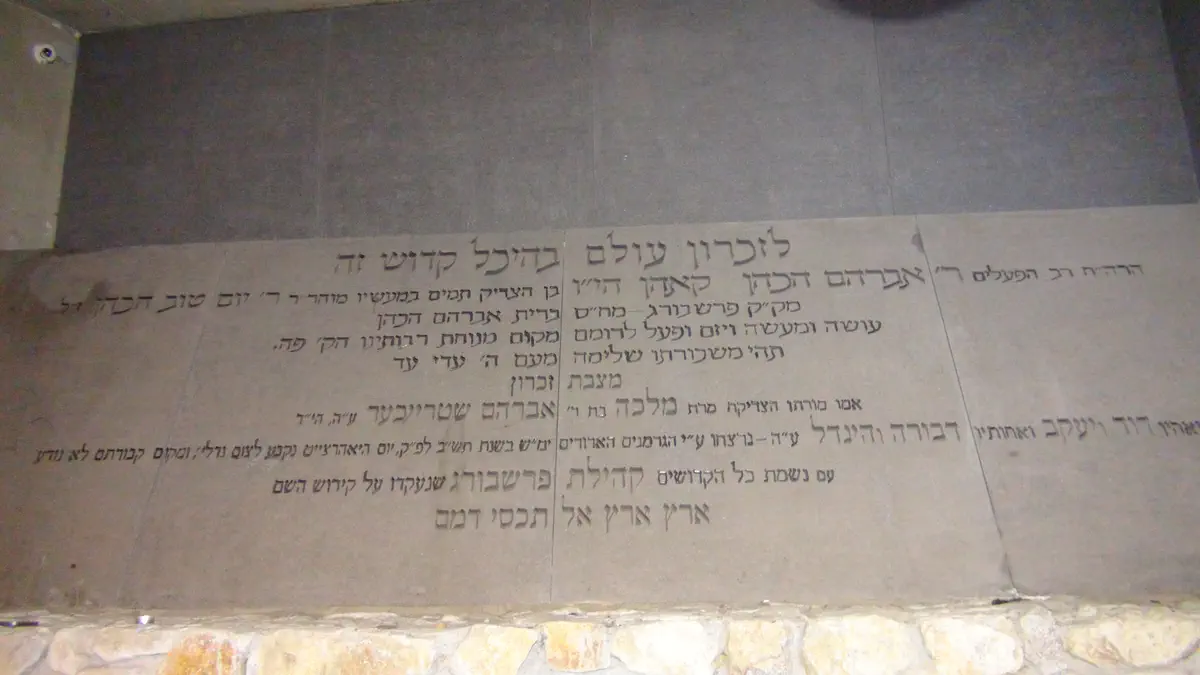 לזכרון עולם בהיכל קדוש זה
הרה״ח רב הפעלים ר׳ אברהם הכהן קאהן הי״ו בן הצדיק תמים במעשיו מוהר״ר ר׳ יום טוב הכהן ז״ל
מק״ק פרשבורג – מח״ס ברית אברהם הכהן
עושה ומעשה ויזם ופעל לרומם מקום מנוחת רבותינו הק׳ פה.
תהי משכורתו שלימה מעם ה׳ עדי עד
מצבת זכרון
אמו מורתו הצדיקת מרת מלכה בת ר׳ אברהם שטרייבער ע״ה, הי״ד
ואחיו דוד ויעקב ואחותיו דבורה והינדל ע״ה – נרצחו ע״י הגרמנים הארורים ימ״ש בשנת תש״ב לפ״ק, יום היאהרצייט נקבע לצום גדלי׳, ומקום קבורתם לא נודע
עם נשמת כל הקדושים קהילת פרשבורג שנעקדו על קידוש השם
ארץ ארץ אל תכסי דמם